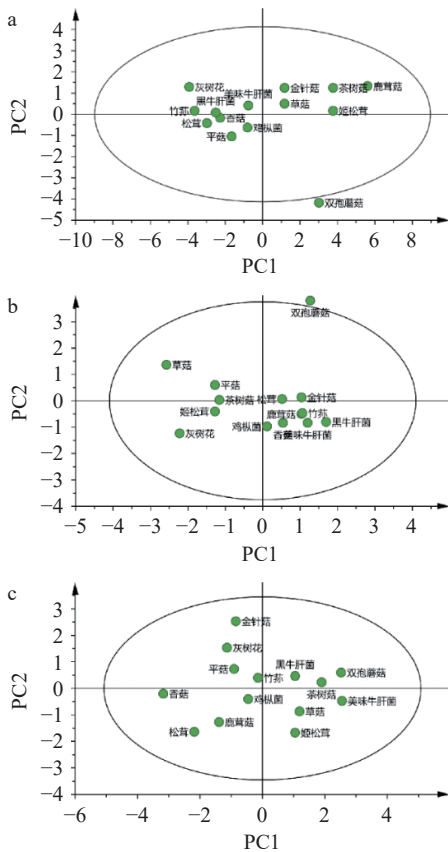 a
4
3
2
1
0
-1
-2
-3
-4
-5
PC2
灰树花
美味牛肝菌
金针菇
茶树菇
鹿茸菇
黑牛肝菌
竹荪
草菇
姬松茸
香菇
松茸
鸡枞菌
平菇
双孢蘑菇
-10 -8 -6 -4 -2 0 2 4 6 8
PC1
b
3
2
1
0
-1
-2
-3
-4
PC2
双孢蘑菇
草菇
平菇
茶树菇 松茸
金针菇
姬松茸
鹿茸菇
竹荪
灰树花
鸡枞菌
黑牛肝菌
香菇
美味牛肝菌
-5 -4 -3 -2 -1 0 1 2 3 4
PC1
c
3
2
1
0
-1
-2
-3
-4
PC2
金针菇
灰树花
平菇
竹荪
黑牛肝菌
双孢蘑菇
香菇
鸡枞菌
茶树菇
美味牛肝菌
草菇
鹿茸菇
松茸
姬松茸
-6 -4 -2 0 2 4 6
PC1